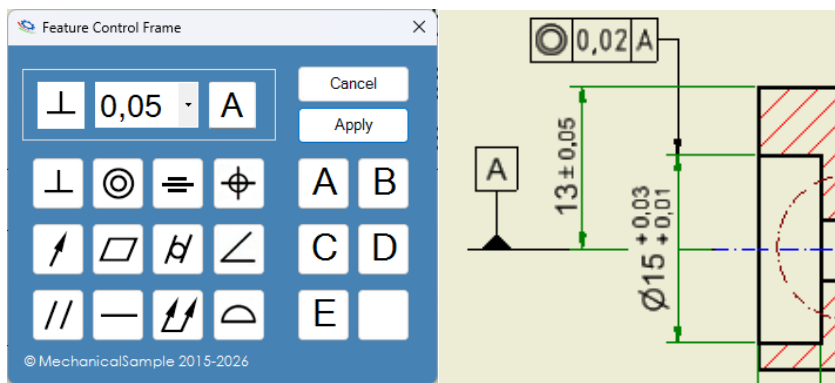 Feature Control Frame
⊥ 0,05 A
Cancel
Apply
A B
C D
E
© MechanicalSample 2015-2026
◎ 0,02 A
A
13 ± 0,05
Ø15 +0,03
+0,01